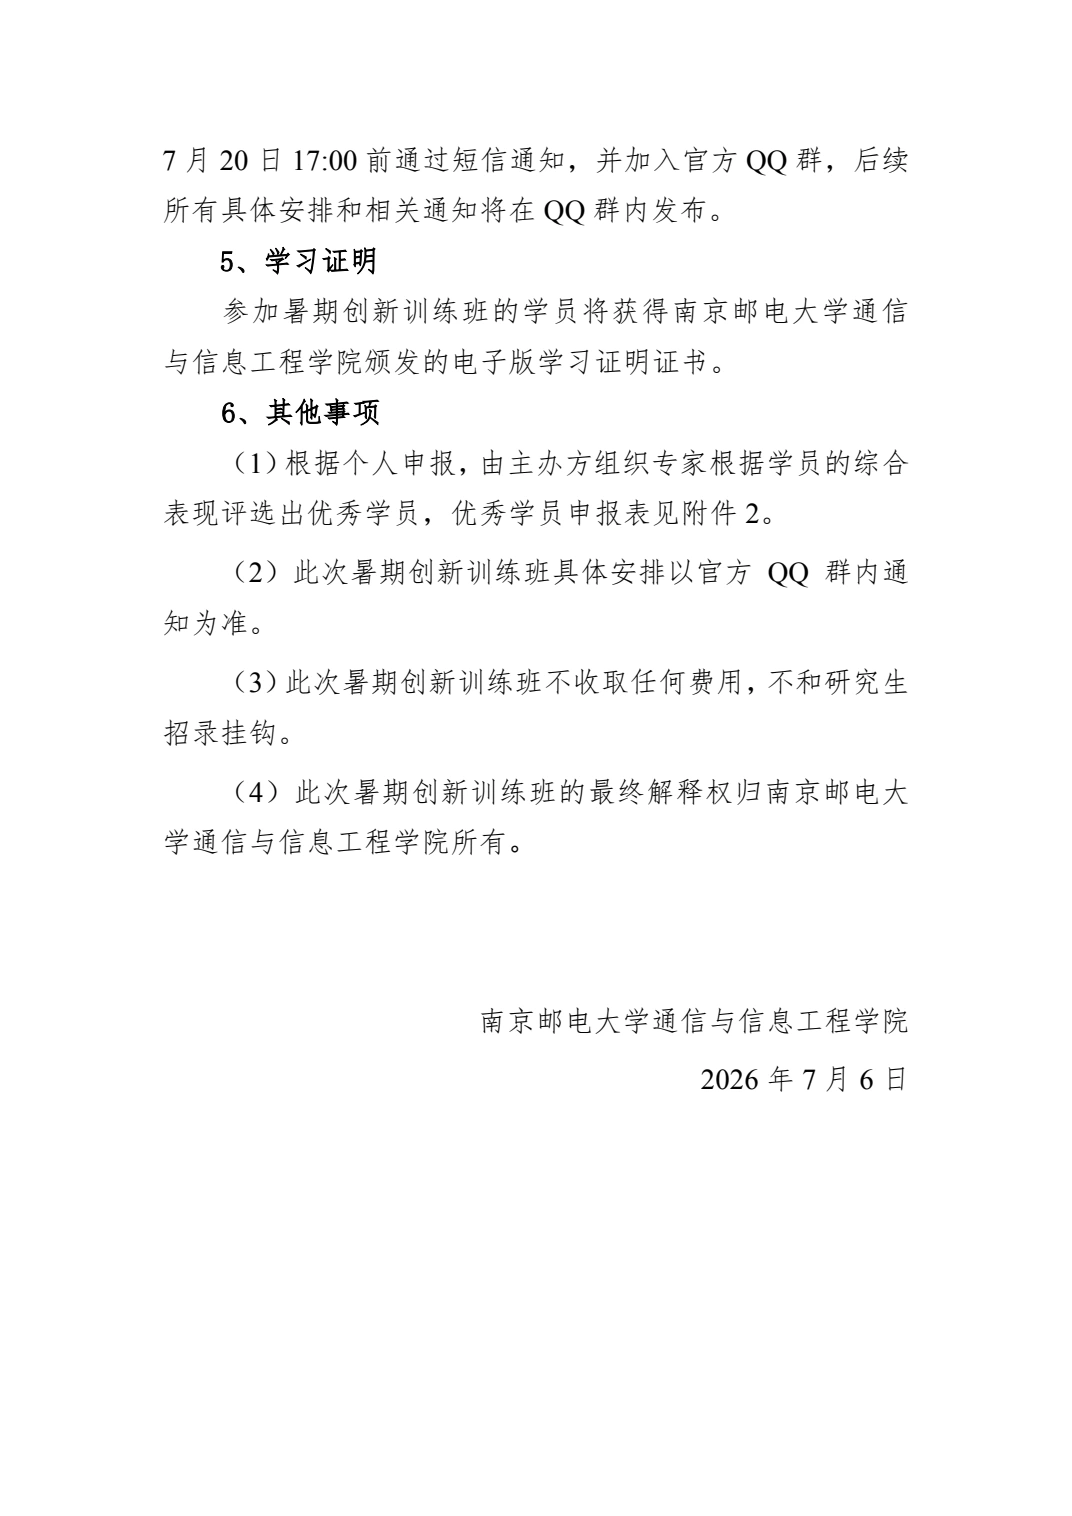 7 月 20 日 17:00 前通过短信通知，并加入官方 QQ 群，后续
所有具体安排和相关通知将在 QQ 群内发布。
5、学习证明
参加暑期创新训练班的学员将获得南京邮电大学通信
与信息工程学院颁发的电子版学习证明证书。
6、其他事项
（1）根据个人申报，由主办方组织专家根据学员的综合
表现评选出优秀学员，优秀学员申报表见附件 2。
（2）此次暑期创新训练班具体安排以官方 QQ 群内通
知为准。
（3）此次暑期创新训练班不收取任何费用，不和研究生
招录挂钩。
（4）此次暑期创新训练班的最终解释权归南京邮电大
学通信与信息工程学院所有。
南京邮电大学通信与信息工程学院
2026 年 7 月 6 日